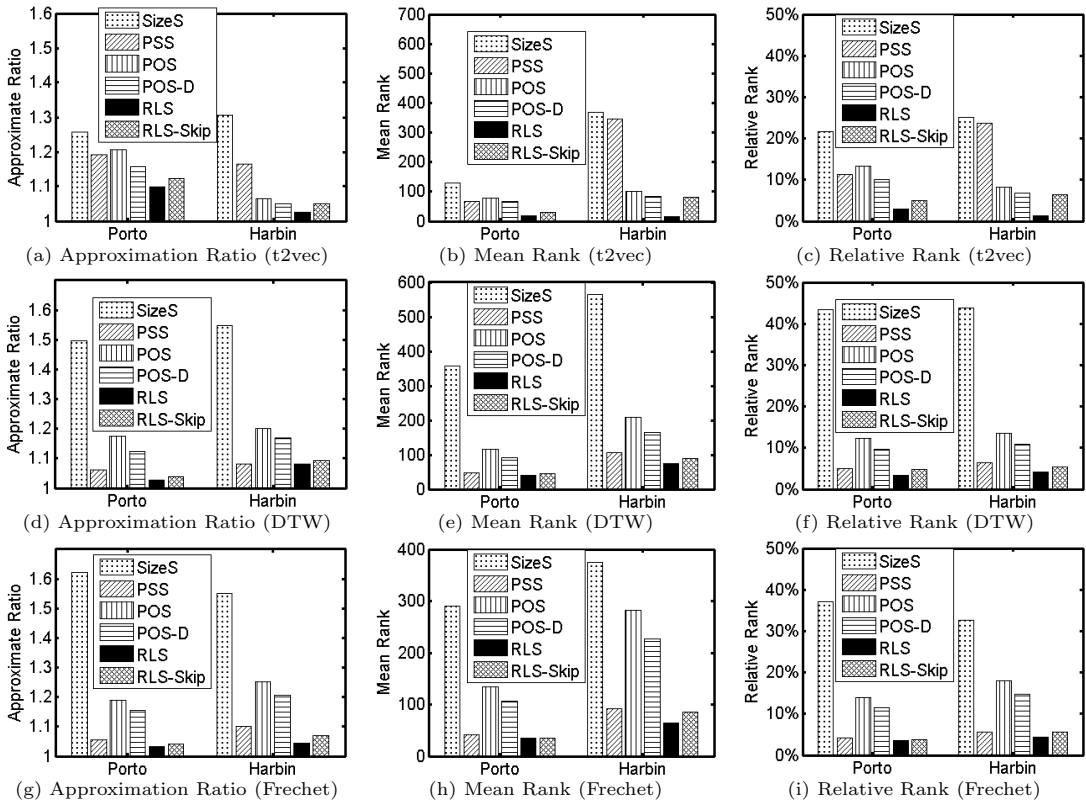 1.6
1.5
1.4
1.3
1.2
1.1
1
Approximate Ratio
SizeS
PSS
POS
POS-D
RLS
RLS-Skip
Porto
Harbin
(a) Approximation Ratio (t2vec)
700
600
500
400
300
200
100
0
Mean Rank
SizeS
PSS
POS
POS-D
RLS
RLS-Skip
Porto
Harbin
(b) Mean Rank (t2vec)
50%
40%
30%
20%
10%
0%
Relative Rank
SizeS
PSS
POS
POS-D
RLS
RLS-Skip
Porto
Harbin
(c) Relative Rank (t2vec)
1.6
1.5
1.4
1.3
1.2
1.1
1
Approximate Ratio
SizeS
PSS
POS
POS-D
RLS
RLS-Skip
Porto
Harbin
(d) Approximation Ratio (DTW)
600
500
400
300
200
100
0
Mean Rank
SizeS
PSS
POS
POS-D
RLS
RLS-Skip
Porto
Harbin
(e) Mean Rank (DTW)
50%
40%
30%
20%
10%
0%
Relative Rank
SizeS
PSS
POS
POS-D
RLS
RLS-Skip
Porto
Harbin
(f) Relative Rank (DTW)
1.6
1.5
1.4
1.3
1.2
1.1
1
Approximate Ratio
SizeS
PSS
POS
POS-D
RLS
RLS-Skip
Porto
Harbin
(g) Approximation Ratio (Frechet)
400
300
200
100
0
Mean Rank
SizeS
PSS
POS
POS-D
RLS
RLS-Skip
Porto
Harbin
(h) Mean Rank (Frechet)
50%
40%
30%
20%
10%
0%
Relative Rank
SizeS
PSS
POS
POS-D
RLS
RLS-Skip
Porto
Harbin
(i) Relative Rank (Frechet)